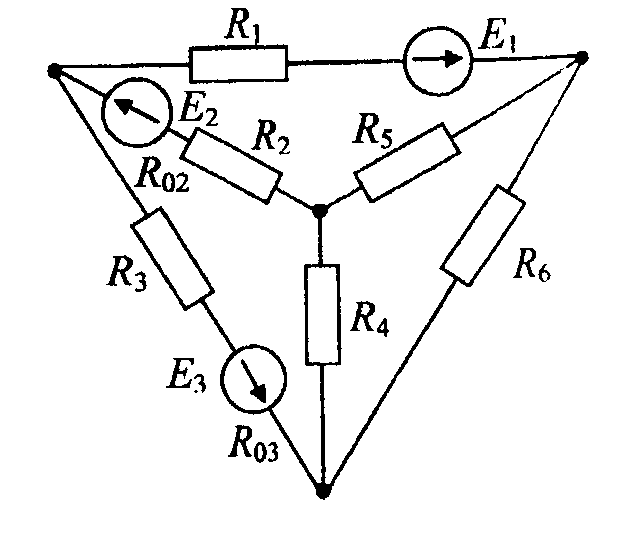 R₁
E₁
E₂
R₂
R₅
R₀₂
R₃
R₆
R₄
E₃
R₀₃